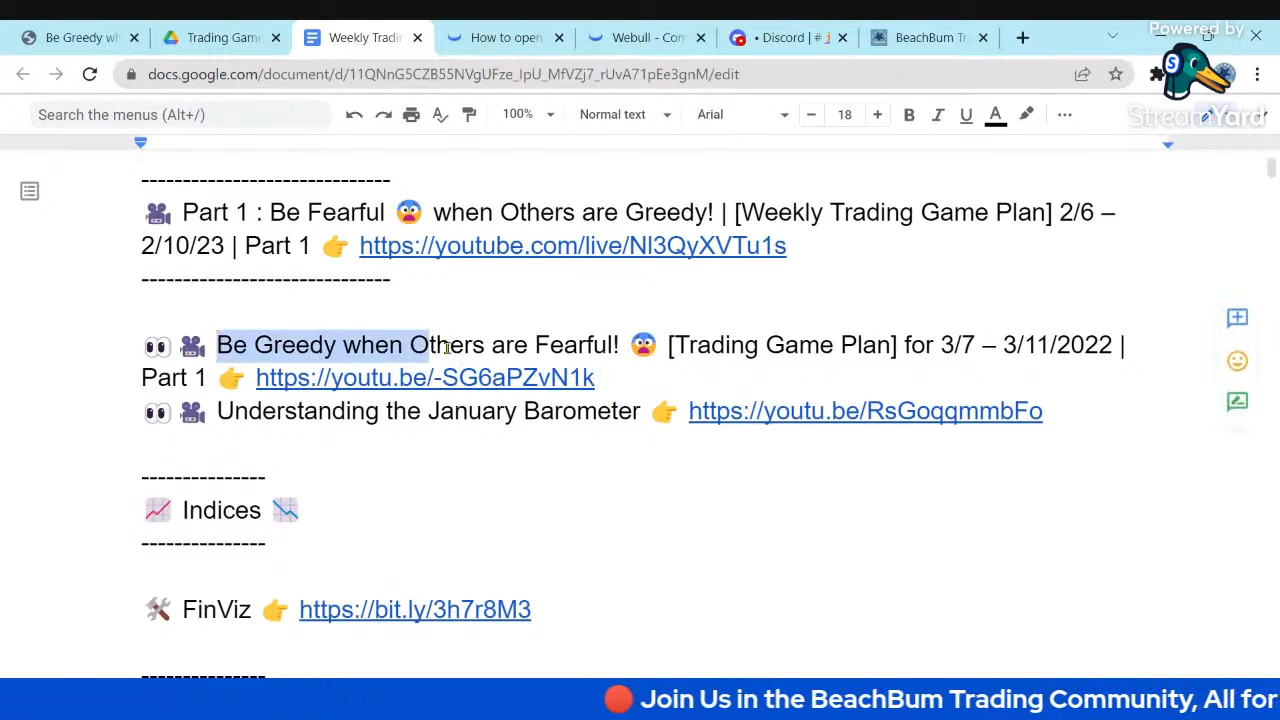 Powered by
Be Greedy wh
Trading Game
Weekly Tradin
How to open
Webull - Con
• Discord | #
BeachBum Tr
docs.google.com/document/d/11QNnG5CZB55NVgUFze_IpU_MfVZj7_rUvA71pEe3gnM/edit
StreamYard
Search the menus (Alt+/)
100%
Normal text
Arial
18
B I U A
-----------------------------
🎥 Part 1 : Be Fearful 😨 when Others are Greedy! | [Weekly Trading Game Plan] 2/6 –
2/10/23 | Part 1 👉 https://youtube.com/live/Nl3QyXVTu1s
-----------------------------
👀 🎥 Be Greedy when Others are Fearful! 😨 [Trading Game Plan] for 3/7 – 3/11/2022 |
Part 1 👉 https://youtu.be/-SG6aPZvN1k
👀 🎥 Understanding the January Barometer 👉 https://youtu.be/RsGoqqmmbFo
---------------
📈 Indices 📉
---------------
🛠 FinViz 👉 https://bit.ly/3h7r8M3
---------------
🔴 Join Us in the BeachBum Trading Community, All for